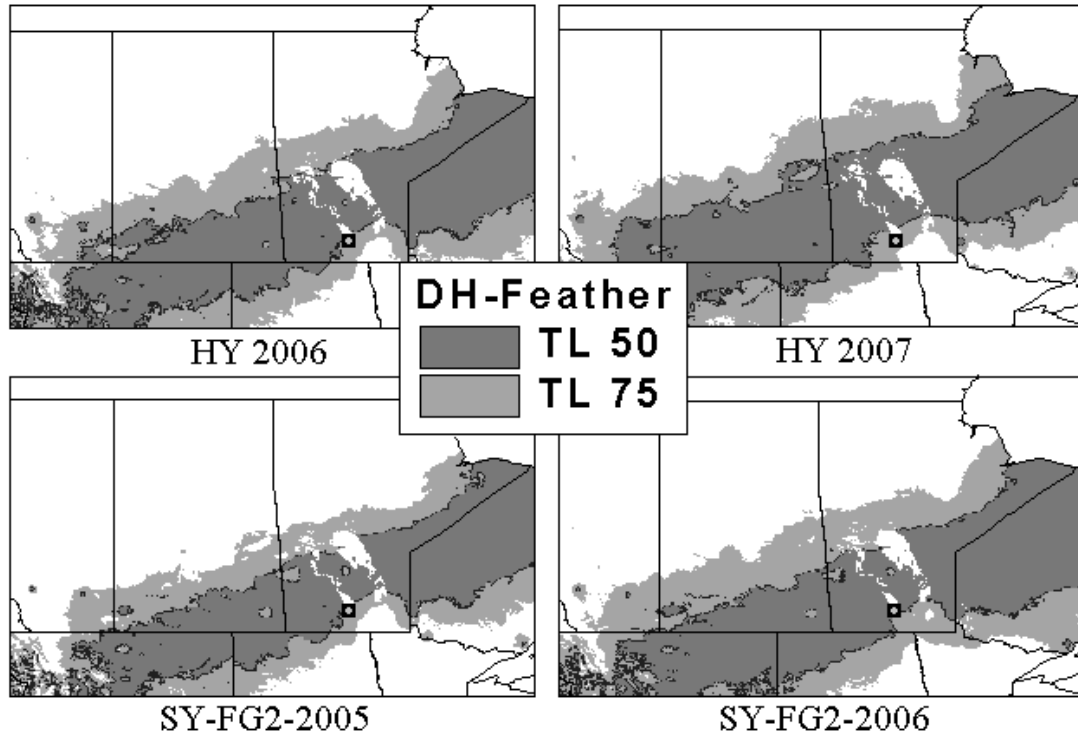 HY 2006
HY 2007
DH-Feather
TL 50
TL 75
SY-FG2-2005
SY-FG2-2006